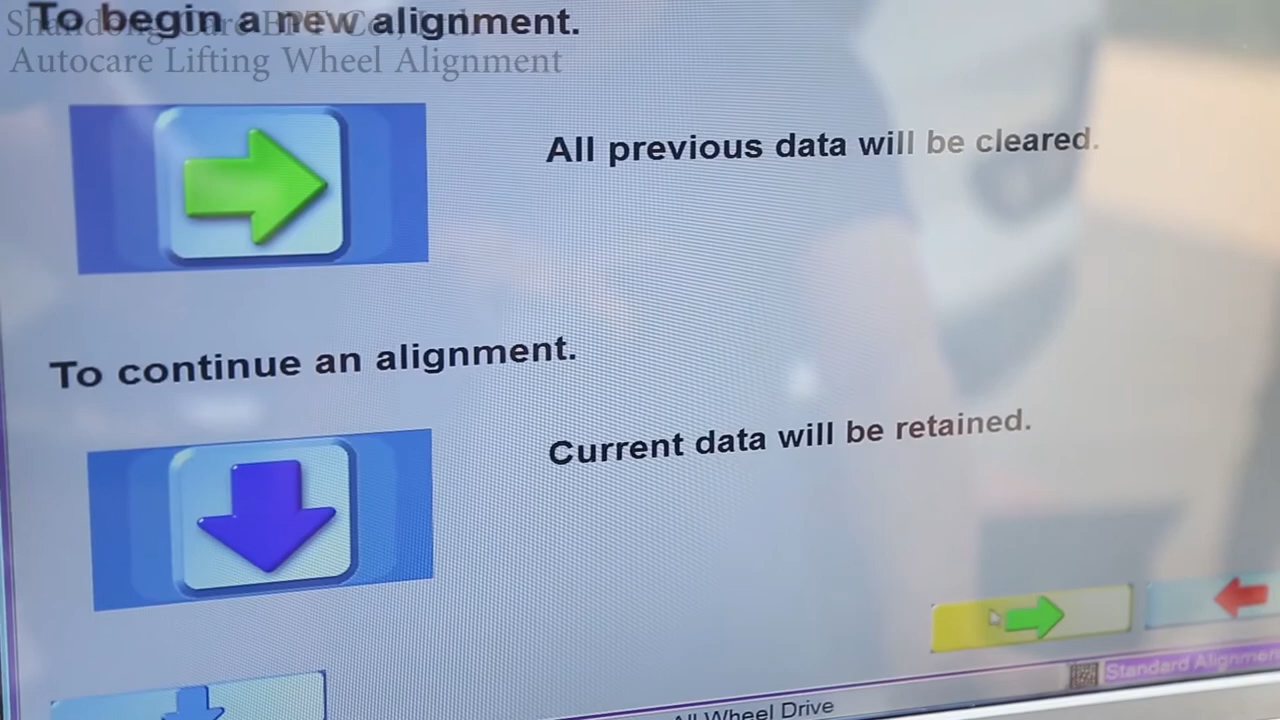 To begin a new alignment.
Autocare Lifting Wheel Alignment
All previous data will be cleared.
To continue an alignment.
Current data will be retained.
Standard Alignment
All Wheel Drive